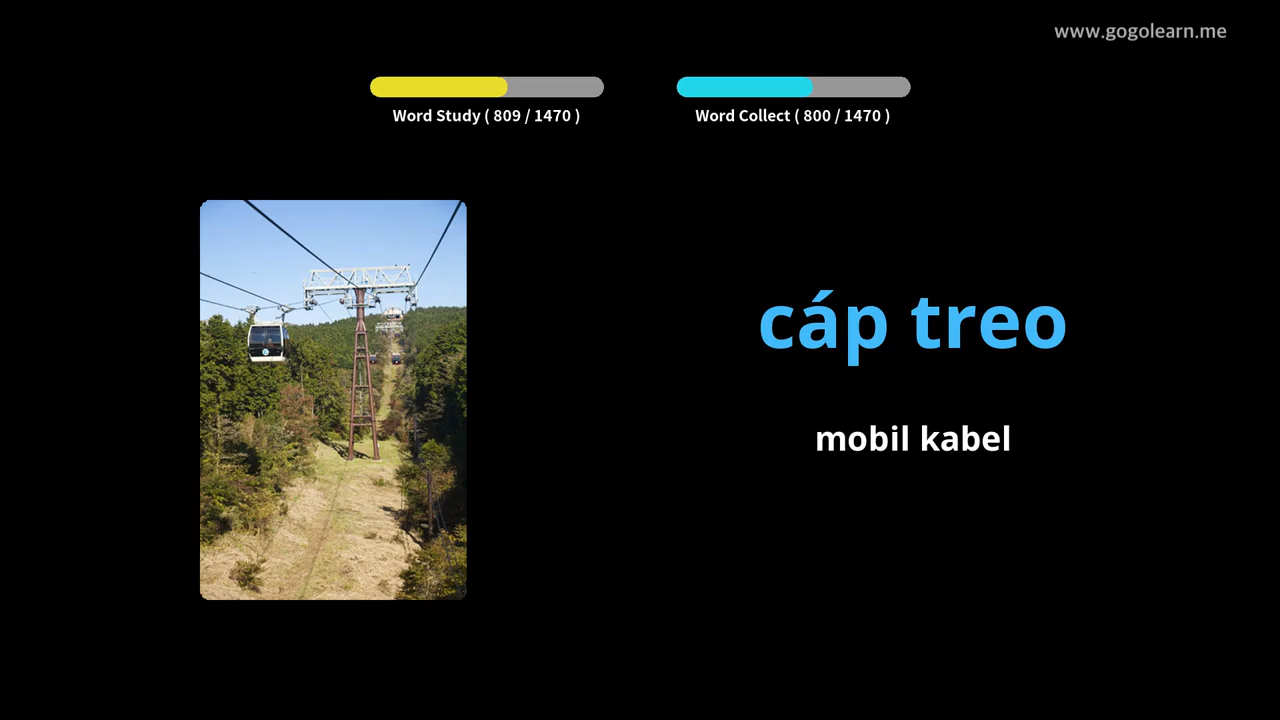 www.gogolearn.me
Word Study ( 809 / 1470 )
Word Collect ( 800 / 1470 )
cáp treo
mobil kabel